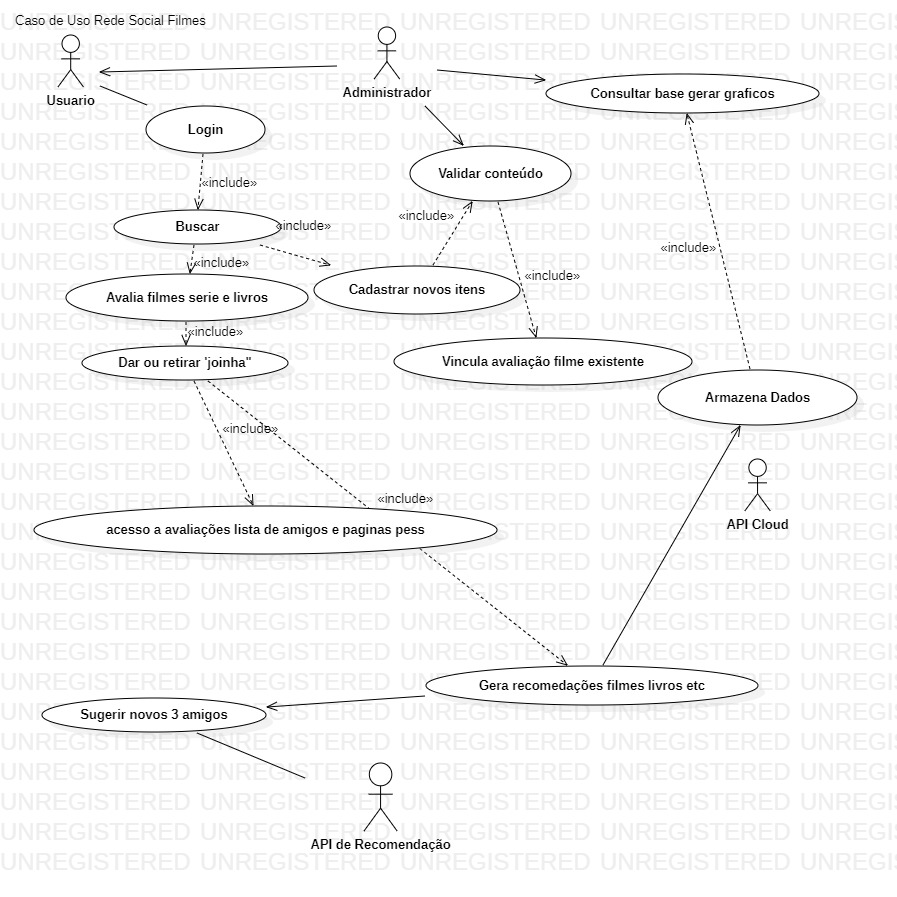 Caso de Uso Rede Social Filmes
Usuario
Administrador
Consultar base gerar graficos
Login
Validar conteúdo
«include»
«include»
Buscar
«include»
«include»
«include»
«include»
Cadastrar novos itens
Avalia filmes serie e livros
«include»
Dar ou retirar 'joinha"
Vincula avaliação filme existente
Armazena Dados
«include»
«include»
API Cloud
acesso a avaliações lista de amigos e paginas pess
Gera recomedações filmes livros etc
Sugerir novos 3 amigos
API de Recomendação
UNREGISTERED